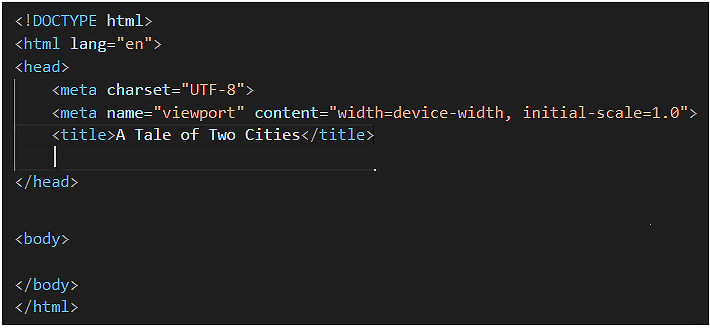 <!DOCTYPE html>
<html lang="en">
<head>
<meta charset="UTF-8">
<meta name="viewport" content="width=device-width, initial-scale=1.0">
<title>A Tale of Two Cities</title>
</head>
<body>
</body>
</html>